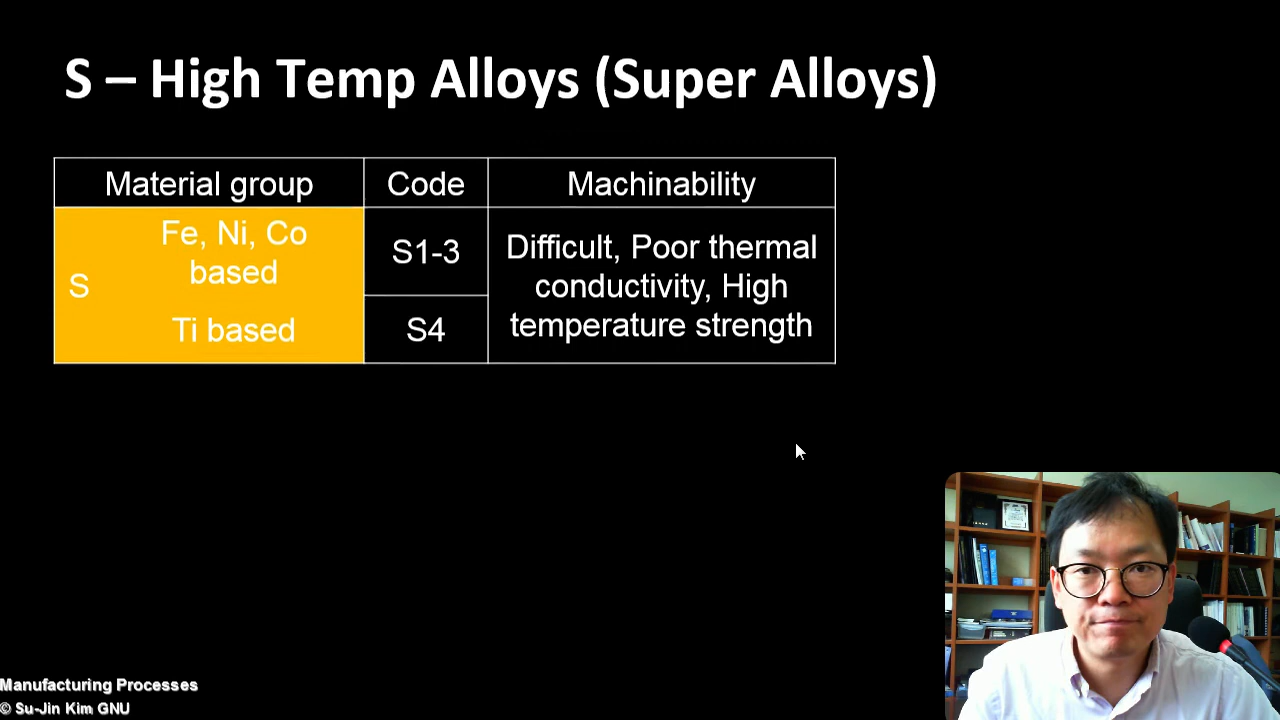 S – High Temp Alloys (Super Alloys)
Material group
Code
Machinability
S
Fe, Ni, Co
based
S1-3
Difficult, Poor thermal
conductivity, High
temperature strength
Ti based
S4
Manufacturing Processes
© Su-Jin Kim GNU